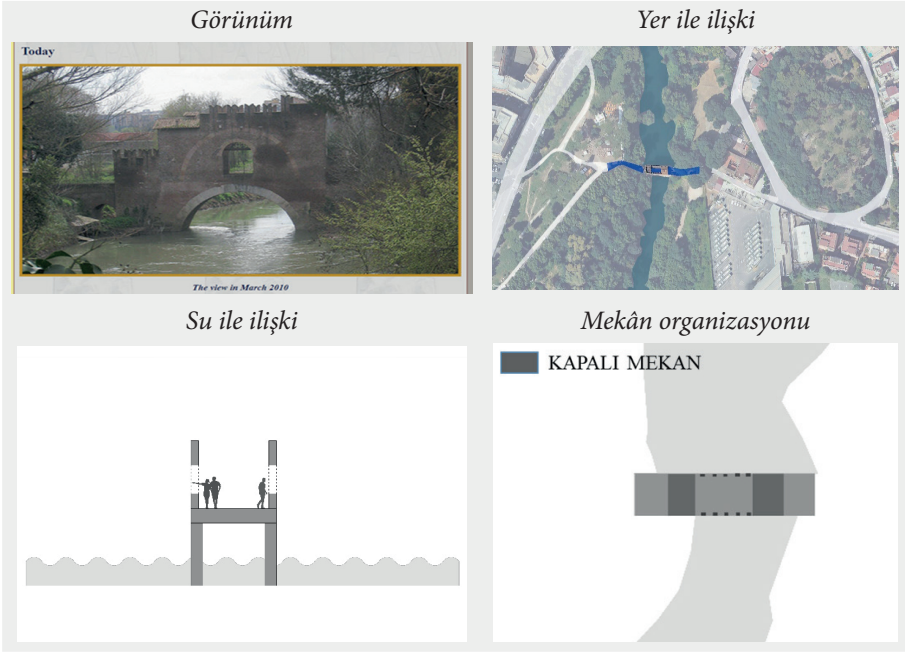 Görünüm
Yer ile ilişki
Today
The view in March 2010
Su ile ilişki
Mekân organizasyonu
KAPALI MEKAN